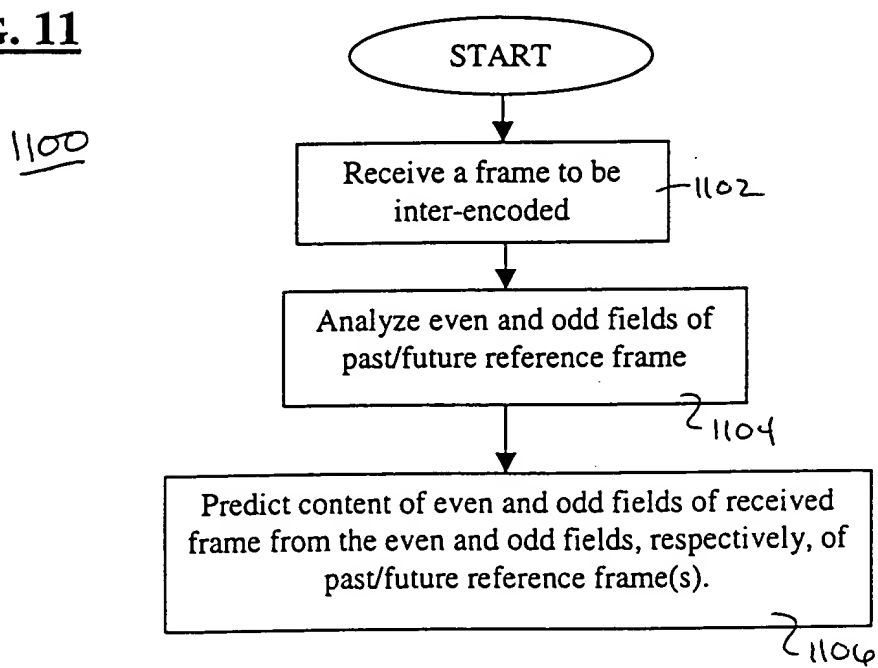 G. 11
1100
START
Receive a frame to be
inter-encoded
1102
Analyze even and odd fields of
past/future reference frame
1104
Predict content of even and odd fields of received
frame from the even and odd fields, respectively, of
past/future reference frame(s).
1106